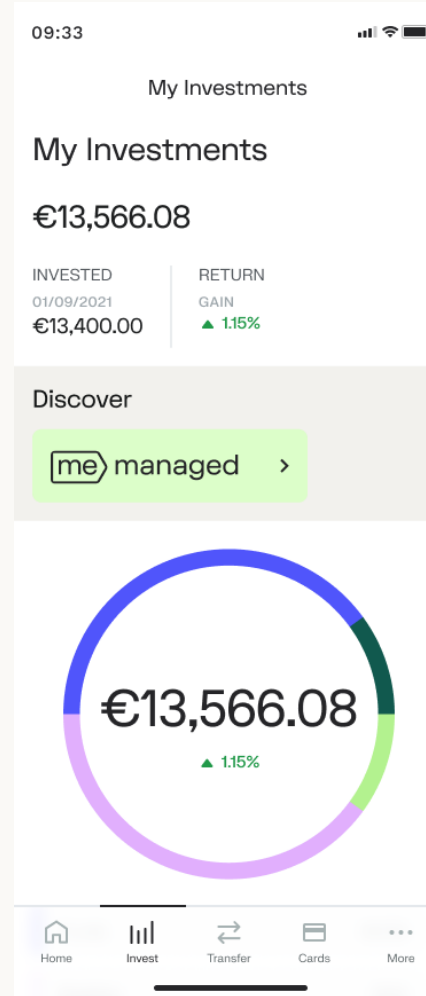 09:33
My Investments
My Investments
€13,566.08
INVESTED
RETURN
01/09/2021
GAIN
€13,400.00
▲ 1.15%
Discover
me managed >
€13,566.08
▲ 1.15%
Home
Invest
Transfer
Cards
More